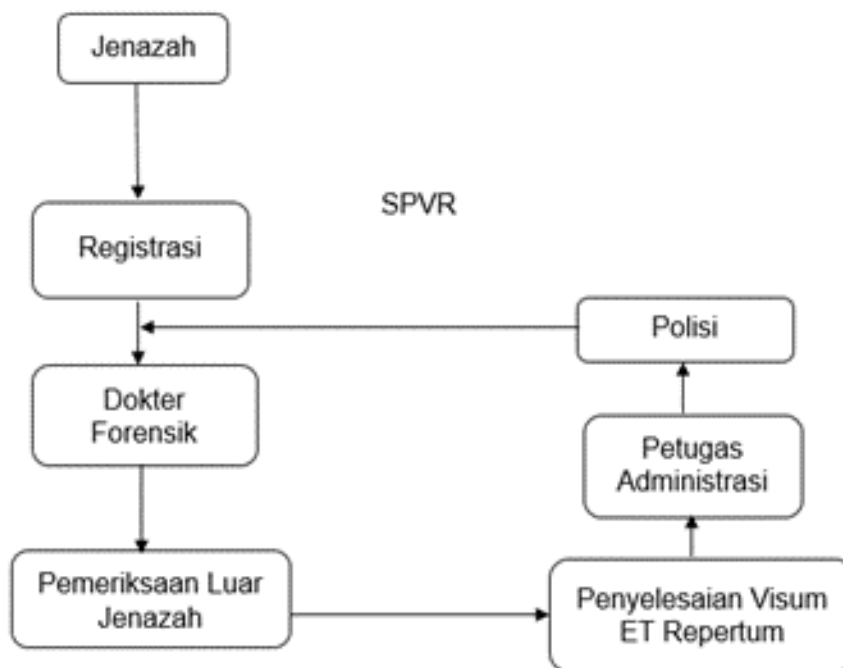 Jenazah
SPVR
Registrasi
Polisi
Dokter
Forensik
Petugas
Administrasi
Pemeriksaan Luar
Jenazah
Penyelesaian Visum
ET Repertum